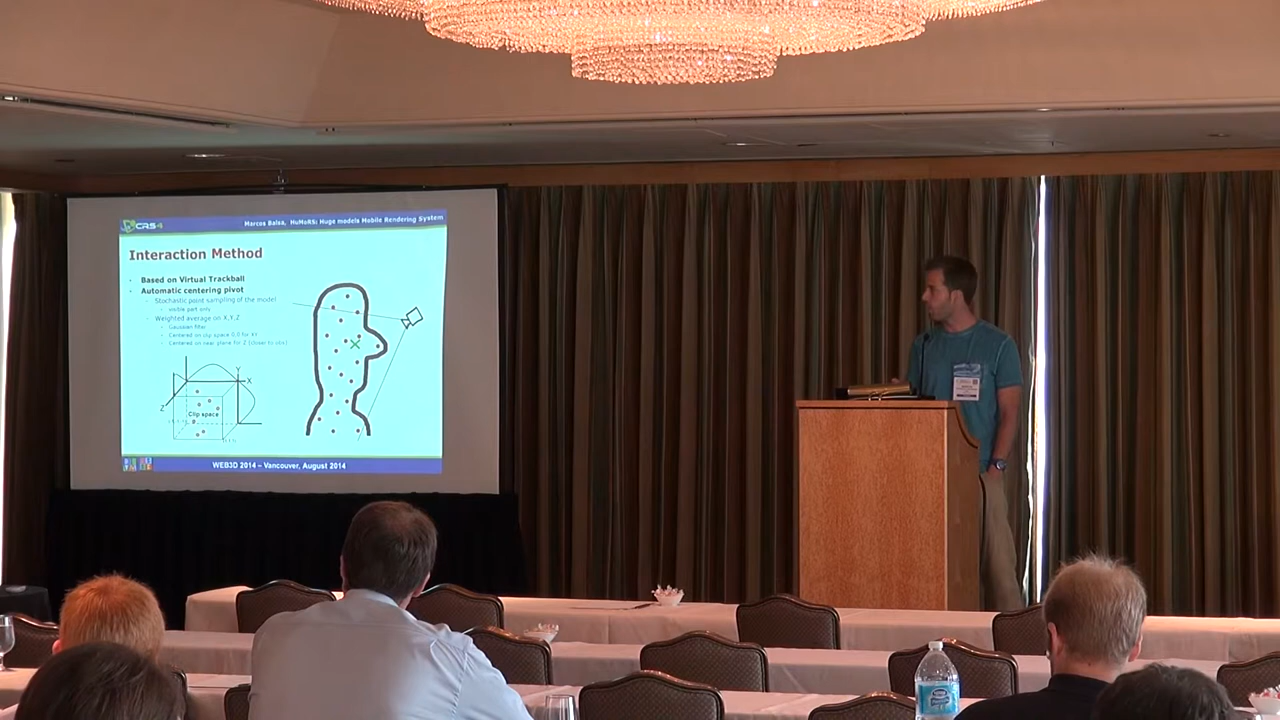 CRS4
Marcos Balsa, HuMoRS: Huge models Mobile Rendering System
Interaction Method
Based on Virtual Trackball
Automatic centering pivot
Stochastic point sampling of the model
visible part only
Weighted average on X,Y,Z
Gaussian filter
Centered on clip space 0,0 for XY
Centered on near plane for Z (closer to obs)
Y
X
Z
Clip space
WEB3D 2014 – Vancouver, August 2014